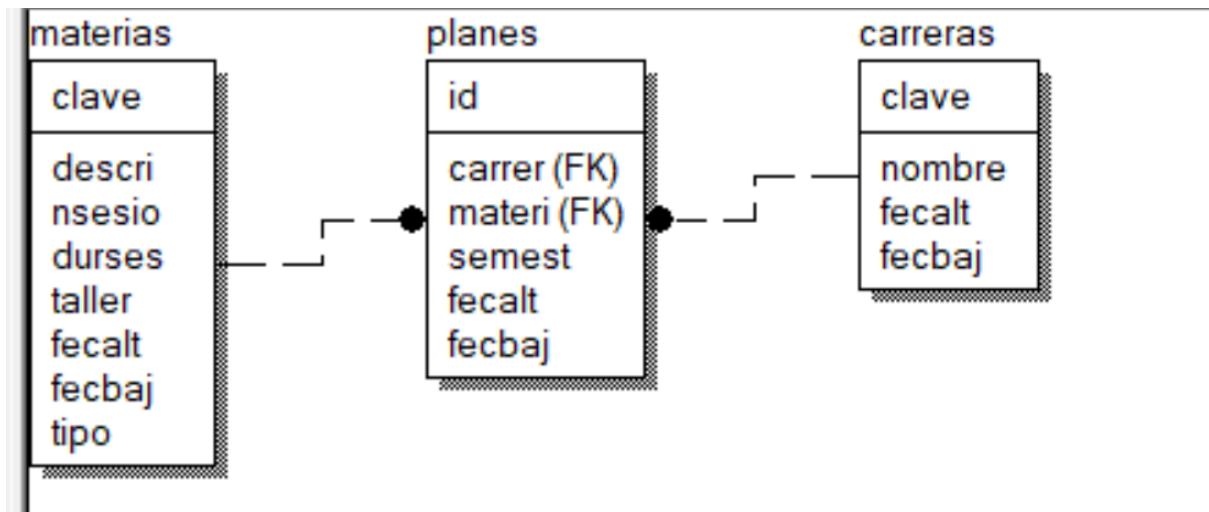 materias
clave
descri
nsesio
durses
taller
fecalt
fecbaj
tipo
planes
id
carrer (FK)
materi (FK)
semest
fecalt
fecbaj
carreras
clave
nombre
fecalt
fecbaj